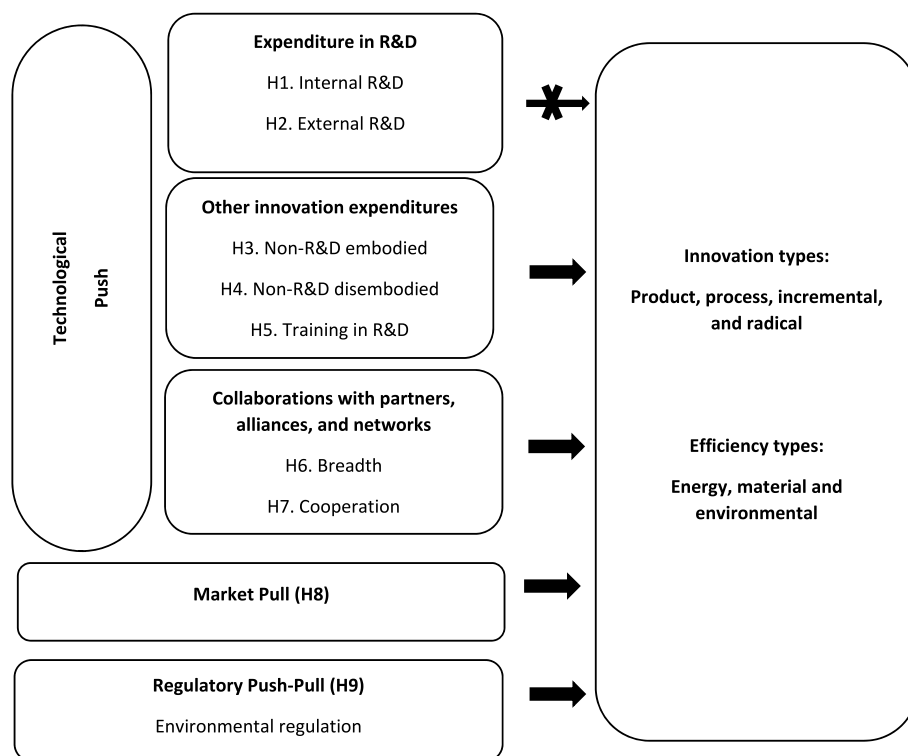 Technological
Push
Expenditure in R&D
H1. Internal R&D
H2. External R&D
Other innovation expenditures
H3. Non-R&D embodied
H4. Non-R&D disembodied
H5. Training in R&D
Collaborations with partners,
alliances, and networks
H6. Breadth
H7. Cooperation
Market Pull (H8)
Regulatory Push-Pull (H9)
Environmental regulation
Innovation types:
Product, process, incremental,
and radical
Efficiency types:
Energy, material and
environmental